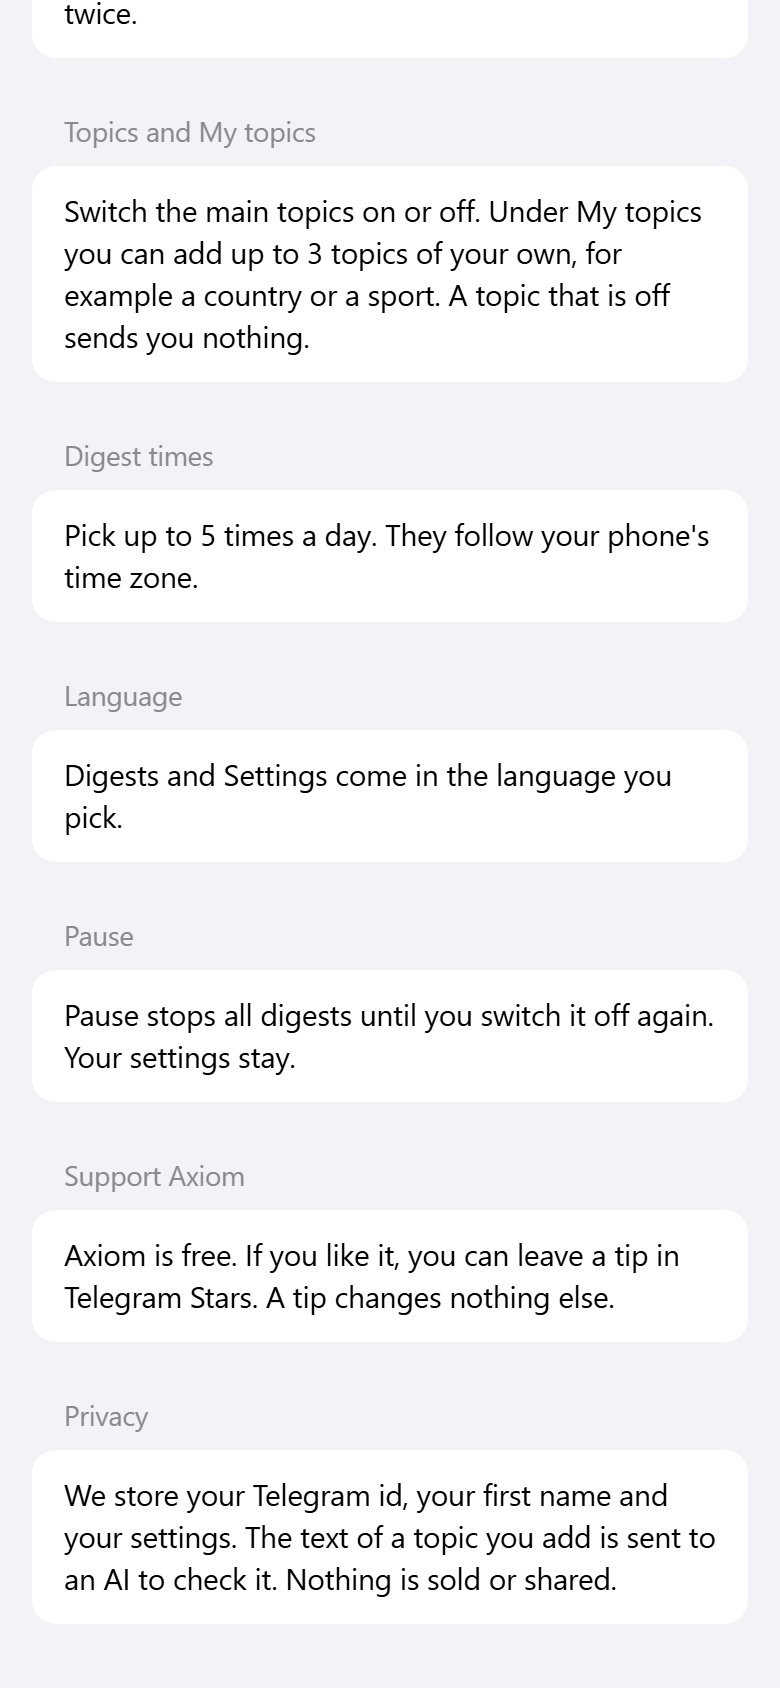 twice.
Topics and My topics
Switch the main topics on or off. Under My topics
you can add up to 3 topics of your own, for
example a country or a sport. A topic that is off
sends you nothing.
Digest times
Pick up to 5 times a day. They follow your phone's
time zone.
Language
Digests and Settings come in the language you
pick.
Pause
Pause stops all digests until you switch it off again.
Your settings stay.
Support Axiom
Axiom is free. If you like it, you can leave a tip in
Telegram Stars. A tip changes nothing else.
Privacy
We store your Telegram id, your first name and
your settings. The text of a topic you add is sent to
an AI to check it. Nothing is sold or shared.